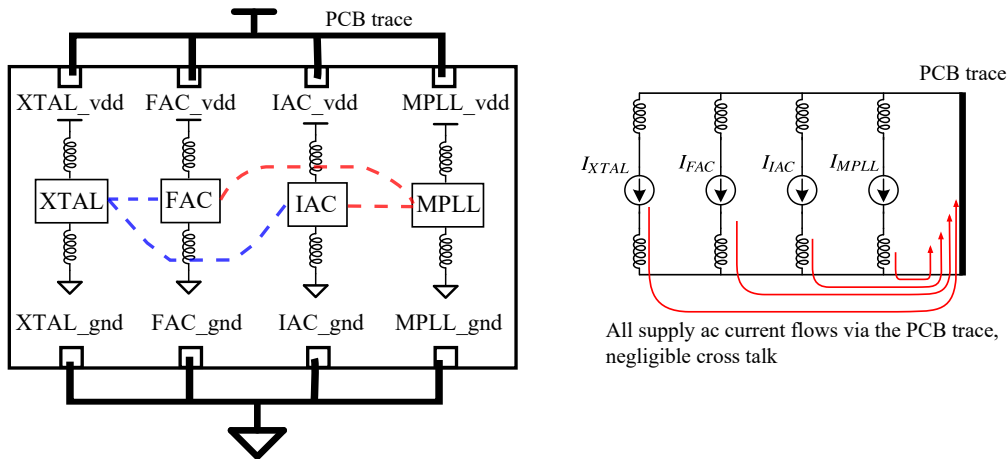 PCB trace
XTAL_vdd FAC_vdd IAC_vdd MPLL_vdd
XTAL FAC IAC MPLL
XTAL_gnd FAC_gnd IAC_gnd MPLL_gnd
PCB trace
I_XTAL I_FAC I_IAC I_MPLL
All supply ac current flows via the PCB trace,
negligible cross talk